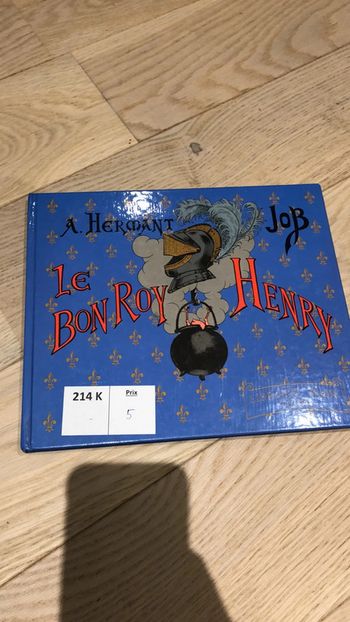 A. HERMANT JOB
LE
BON ROY HENRY
214 K
Prix
5